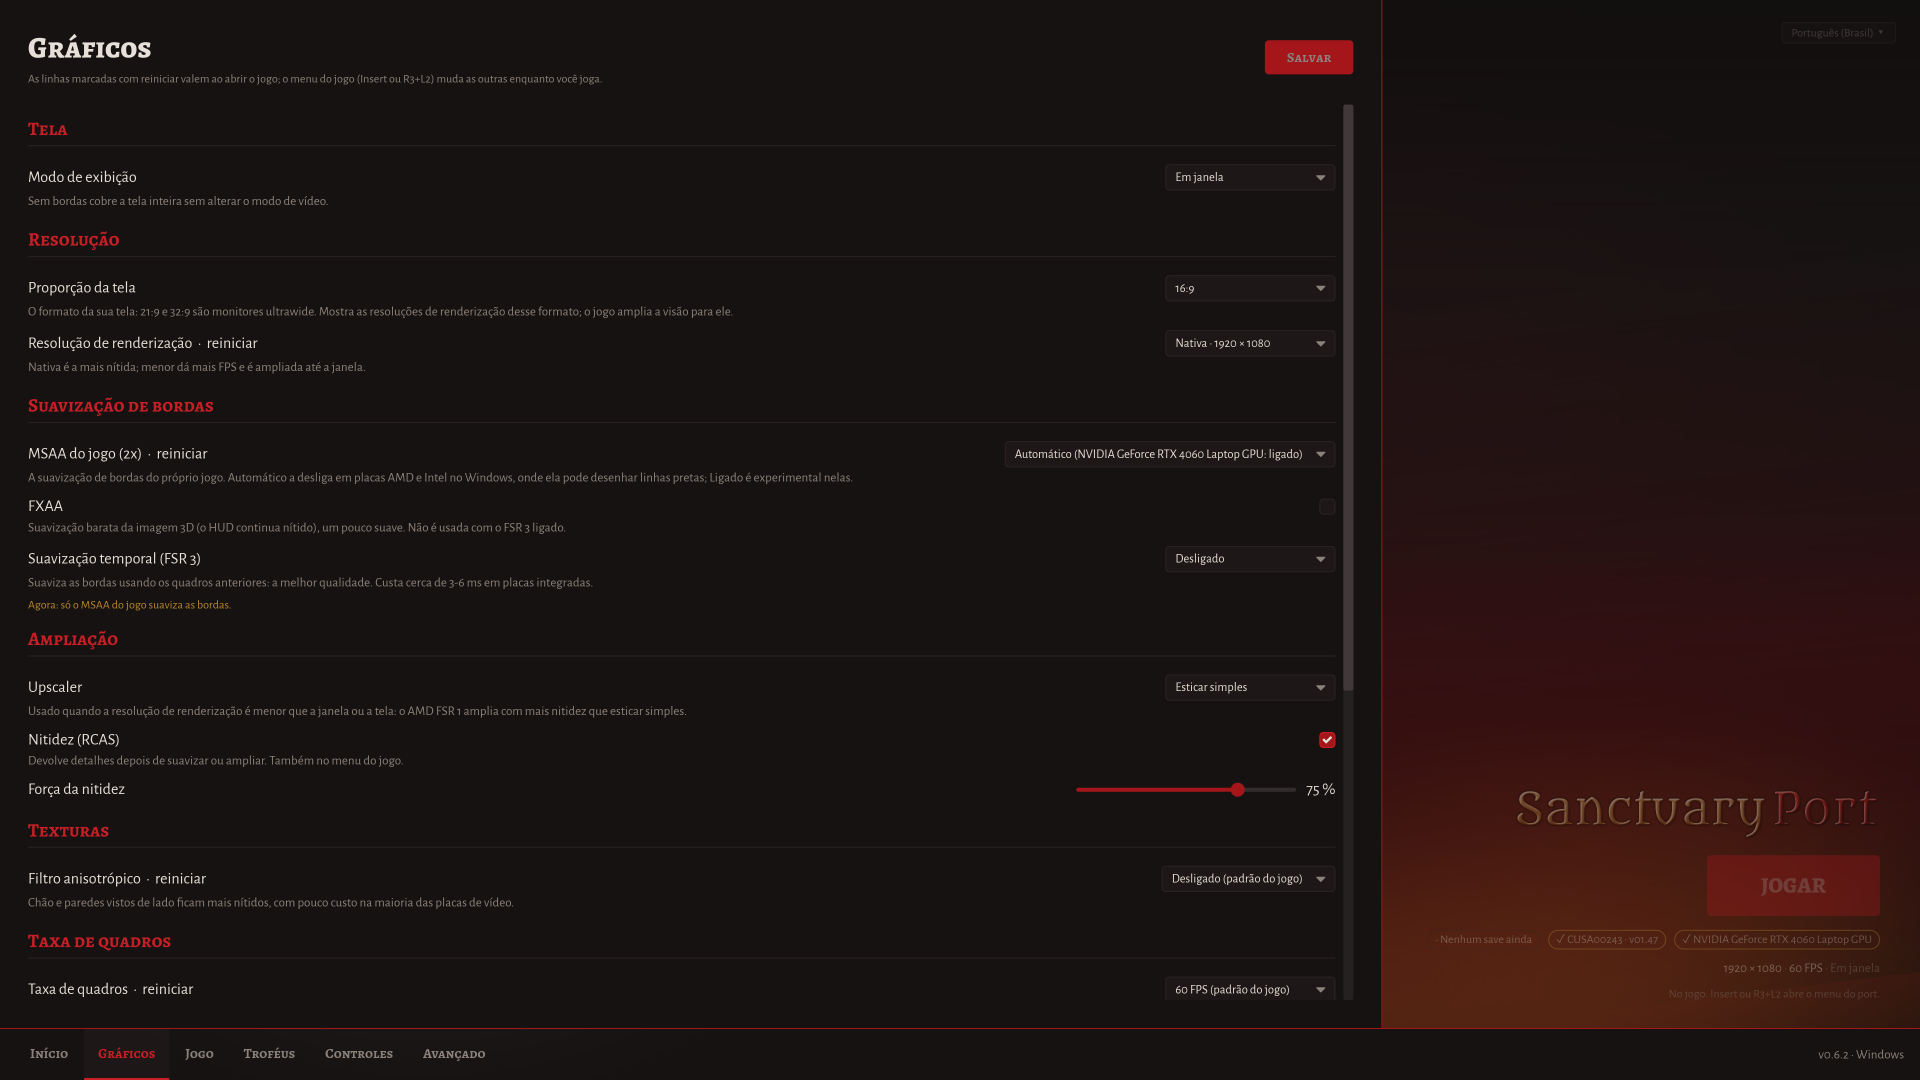 Gráficos
As linhas marcadas com reiniciar valem ao abrir o jogo; o menu do jogo (Insert ou R3+L2) muda as outras enquanto você joga.
Salvar
Português (Brasil)
Tela
Modo de exibição
Em janela
Sem bordas cobre a tela inteira sem alterar o modo de vídeo.
Resolução
Proporção da tela
16:9
O formato da sua tela: 21:9 e 32:9 são monitores ultrawide. Mostra as resoluções de renderização desse formato; o jogo amplia a visão para ele.
Resolução de renderização · reiniciar
Nativa · 1920 × 1080
Nativa é a mais nítida; menor dá mais FPS e é ampliada até a janela.
Suavização de bordas
MSAA do jogo (2x) · reiniciar
Automático (NVIDIA GeForce RTX 4060 Laptop GPU: ligado)
A suavização de bordas do próprio jogo. Automático a desliga em placas AMD e Intel no Windows, onde ela pode desenhar linhas pretas; Ligado é experimental nelas.
FXAA
Suavização barata da imagem 3D (o HUD continua nítido), um pouco suave. Não é usada com o FSR 3 ligado.
Suavização temporal (FSR 3)
Desligado
Suaviza as bordas usando os quadros anteriores: a melhor qualidade. Custa cerca de 3-6 ms em placas integradas.
Agora: só o MSAA do jogo suaviza as bordas.
Ampliação
Upscaler
Esticar simples
Usado quando a resolução de renderização é menor que a janela ou a tela: o AMD FSR 1 amplia com mais nitidez que esticar simples.
Nitidez (RCAS)
Devolve detalhes depois de suavizar ou ampliar. Também no menu do jogo.
Força da nitidez
75 %
Texturas
Filtro anisotrópico · reiniciar
Desligado (padrão do jogo)
Chão e paredes vistos de lado ficam mais nítidos, com pouco custo na maioria das placas de vídeo.
Taxa de quadros
Taxa de quadros · reiniciar
60 FPS (padrão do jogo)
Sanctuary Port
JOGAR
· Nenhum save ainda
✓ CUSA00243 · v01.47
✓ NVIDIA GeForce RTX 4060 Laptop GPU
1920 × 1080 · 60 FPS · Em janela
No jogo: Insert ou R3+L2 abre o menu do port.
Início
Gráficos
Jogo
Troféus
Controles
Avançado
v0.6.2 · Windows